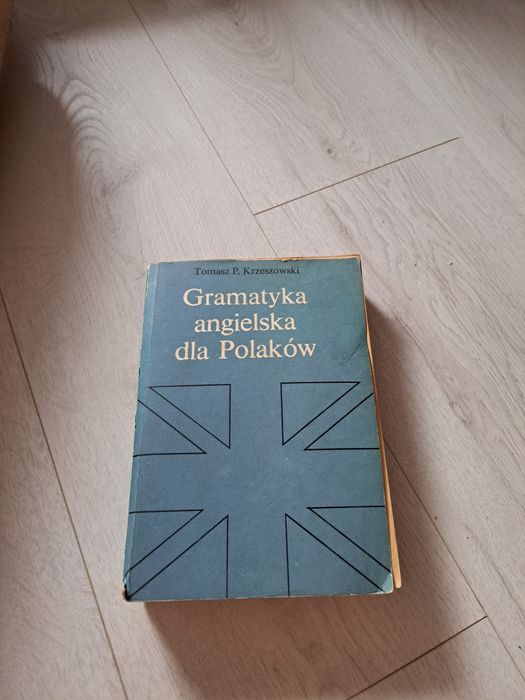 Tomasz P. Krzeszowski
Gramatyka
angielska
dla Polaków